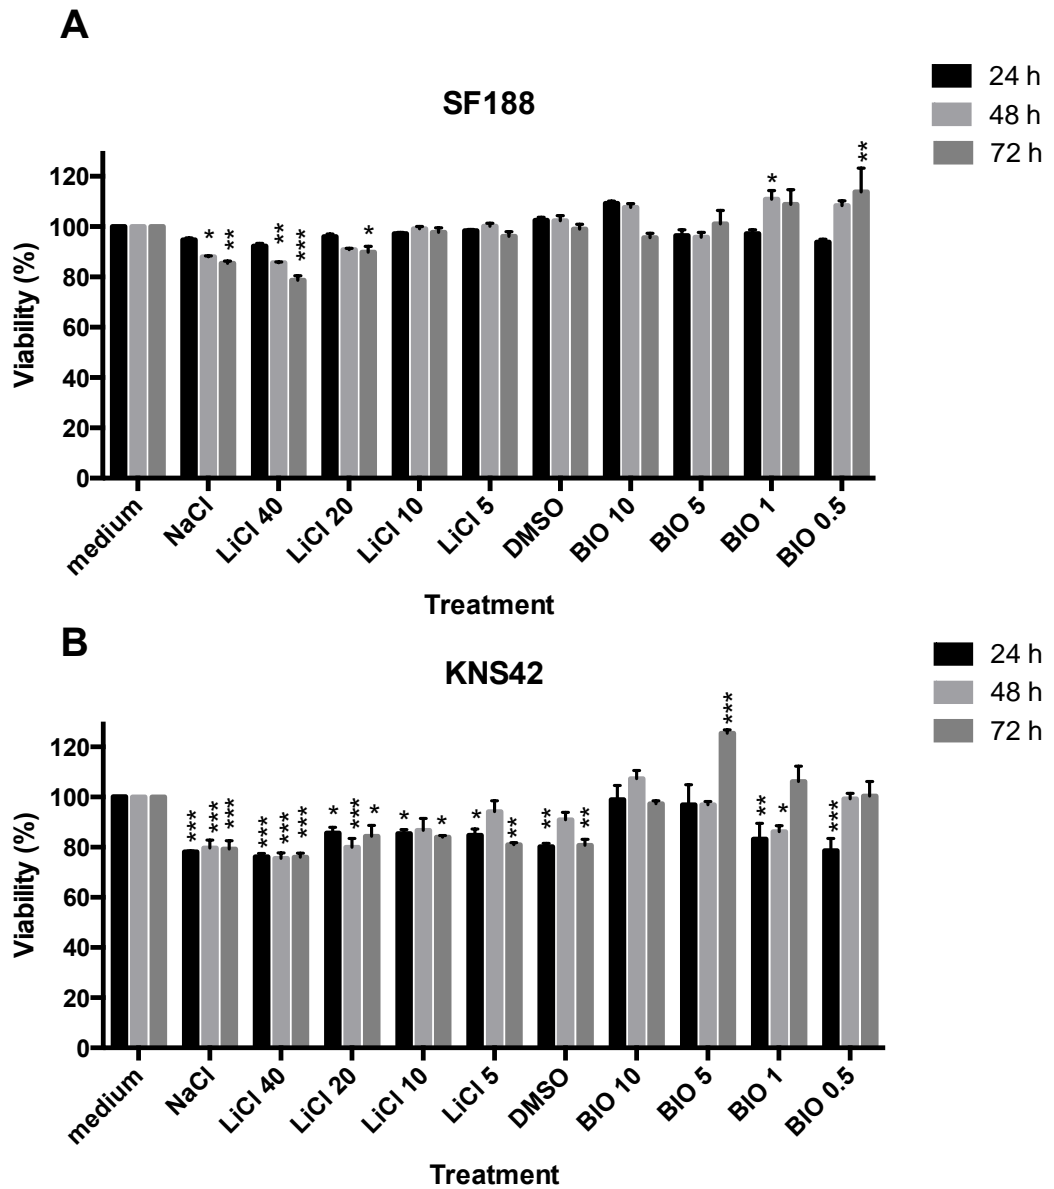 A
SF188
24 h
48 h
72 h
Viability (%)
120
100
80
60
40
20
0
* ** ** *** * * **
medium NaCl LiCl 40 LiCl 20 LiCl 10 LiCl 5 DMSO BIO 10 BIO 5 BIO 1 BIO 0.5
Treatment
B
KNS42
24 h
48 h
72 h
Viability (%)
120
100
80
60
40
20
0
*** *** *** *** *** *** * *** * * * * ** ** ** *** ** * ***
medium NaCl LiCl 40 LiCl 20 LiCl 10 LiCl 5 DMSO BIO 10 BIO 5 BIO 1 BIO 0.5
Treatment